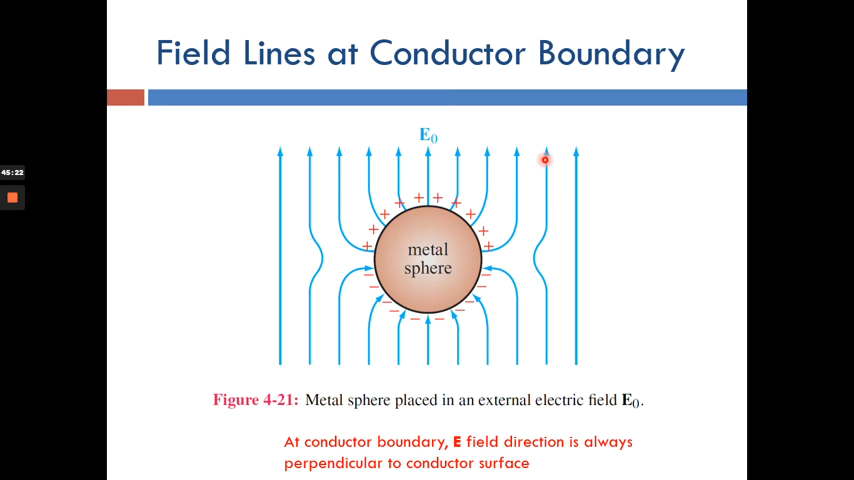 Field Lines at Conductor Boundary
45:22
E0
+ + + + + + + + + +
metal
sphere
− − − − − − − − − −
Figure 4-21: Metal sphere placed in an external electric field E0.
At conductor boundary, E field direction is always
perpendicular to conductor surface